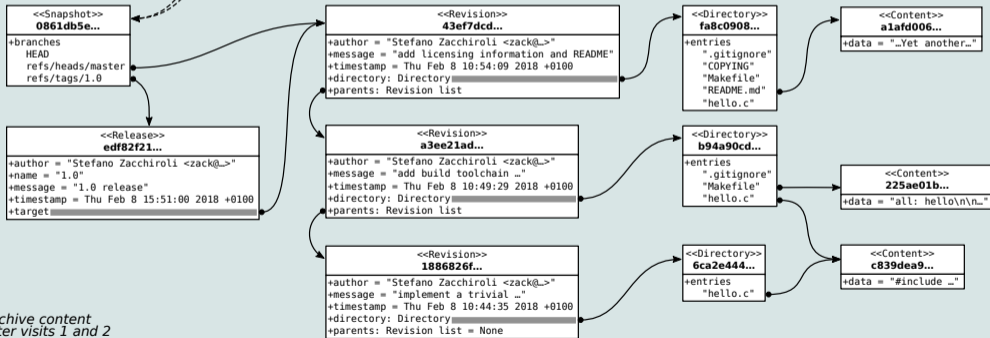 <<Snapshot>>
0861db5e…
+branches
HEAD
refs/heads/master
refs/tags/1.0
<<Release>>
edf82f21…
+author = "Stefano Zacchiroli <zack@…>"
+name = "1.0"
+message = "1.0 release"
+timestamp = Thu Feb 8 15:51:00 2018 +0100
+target
<<Revision>>
43ef7dcd…
+author = "Stefano Zacchiroli <zack@…>"
+message = "add licensing information and README"
+timestamp = Thu Feb 8 10:54:09 2018 +0100
+directory: Directory
+parents: Revision list
<<Revision>>
a3ee21ad…
+author = "Stefano Zacchiroli <zack@…>"
+message = "add build toolchain …"
+timestamp = Thu Feb 8 10:49:29 2018 +0100
+directory: Directory
+parents: Revision list
<<Revision>>
1886826f…
+author = "Stefano Zacchiroli <zack@…>"
+message = "implement a trivial …"
+timestamp = Thu Feb 8 10:44:35 2018 +0100
+directory: Directory
+parents: Revision list = None
<<Directory>>
fa8c0908…
+entries
".gitignore"
"COPYING"
"Makefile"
"README.md"
"hello.c"
<<Directory>>
b94a90cd…
+entries
".gitignore"
"Makefile"
"hello.c"
<<Directory>>
6ca2e444…
+entries
"hello.c"
<<Content>>
a1afd006…
+data = "…Yet another…"
<<Content>>
225ae01b…
+data = "all: hello\n\n…"
<<Content>>
c839dea9…
+data = "#include …"
chive content
ter visits 1 and 2